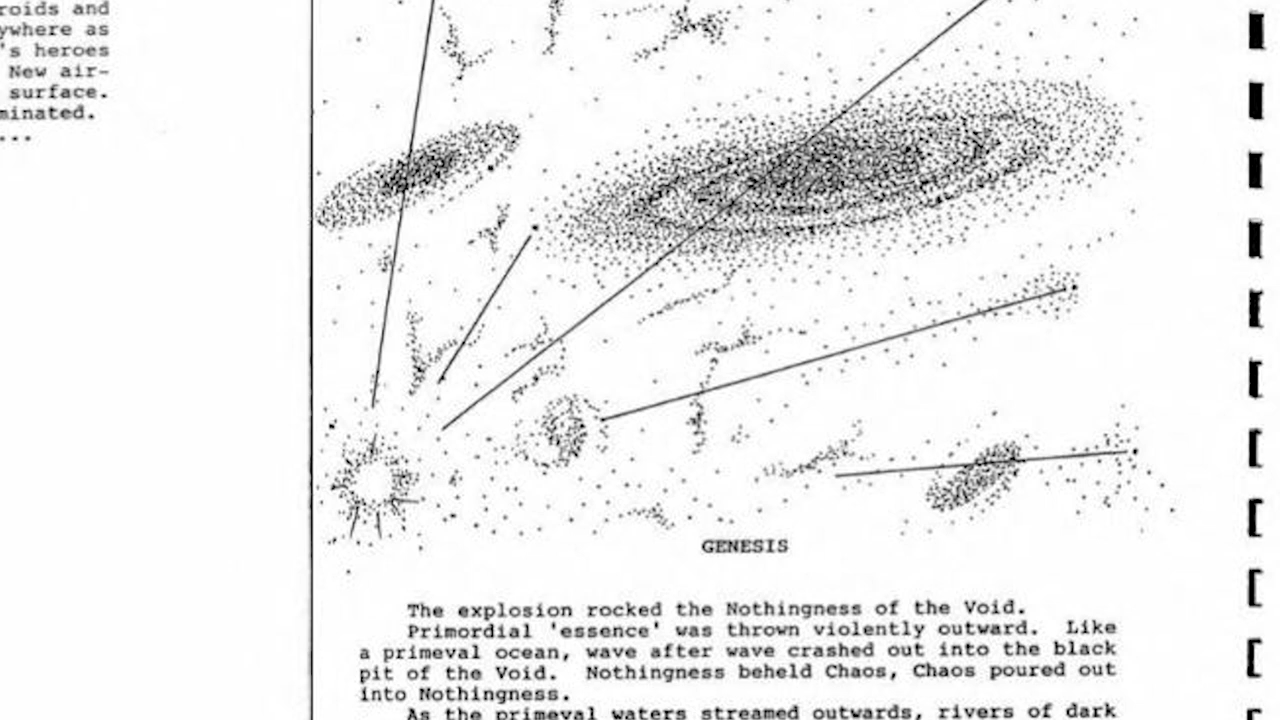 roids and
ywhere as
's heroes
New air-
surface.
minated.
...
GENESIS
The explosion rocked the Nothingness of the Void.
Primordial 'essence' was thrown violently outward. Like
a primeval ocean, wave after wave crashed out into the black
pit of the Void. Nothingness beheld Chaos, Chaos poured out
into Nothingness.
As the primeval waters streamed outwards, rivers of dark